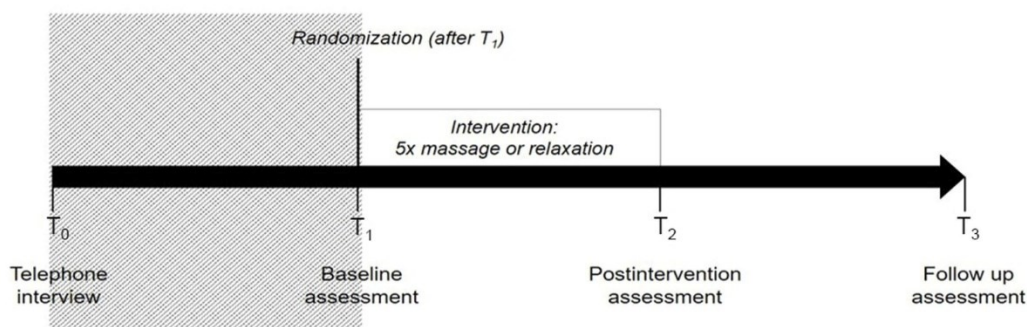 Randomization (after T₁)
Intervention:
5x massage or relaxation
T₀
T₁
T₂
T₃
Telephone
interview
Baseline
assessment
Postintervention
assessment
Follow up
assessment